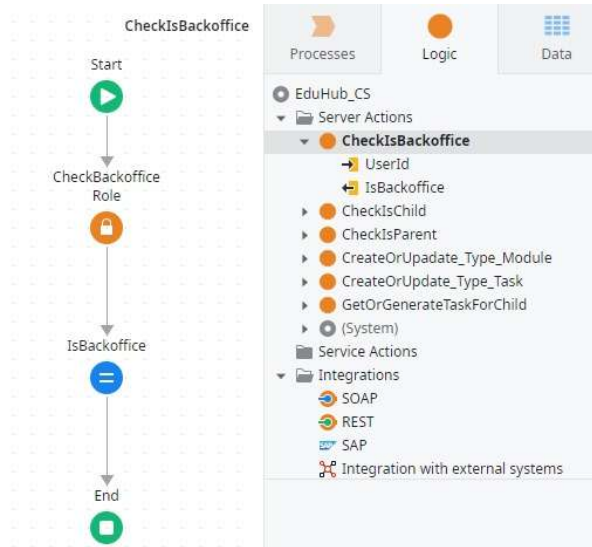 CheckIsBackoffice
Start
CheckBackoffice
Role
IsBackoffice
End
Processes
Logic
Data
EduHub_CS
Server Actions
CheckIsBackoffice
UserId
IsBackoffice
CheckIsChild
CheckIsParent
CreateOrUpadate_Type_Module
CreateOrUpdate_Type_Task
GetOrGenerateTaskForChild
(System)
Service Actions
Integrations
SOAP
REST
SAP
SAP
Integration with external systems